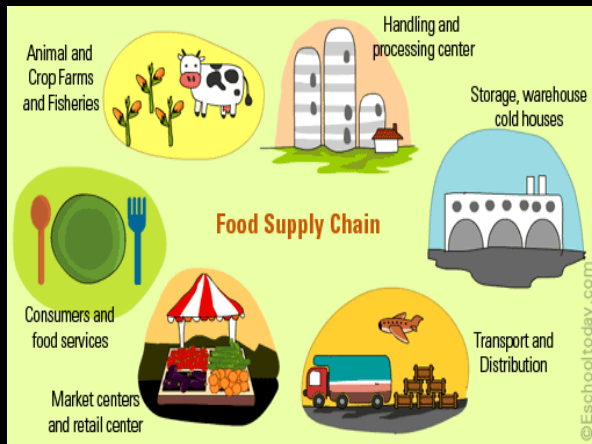 Animal and
Crop Farms
and Fisheries
Handling and
processing center
Storage, warehouse
cold houses
Food Supply Chain
Consumers and
food services
Transport and
Distribution
Market centers
and retail center
©Eschooltoday.com